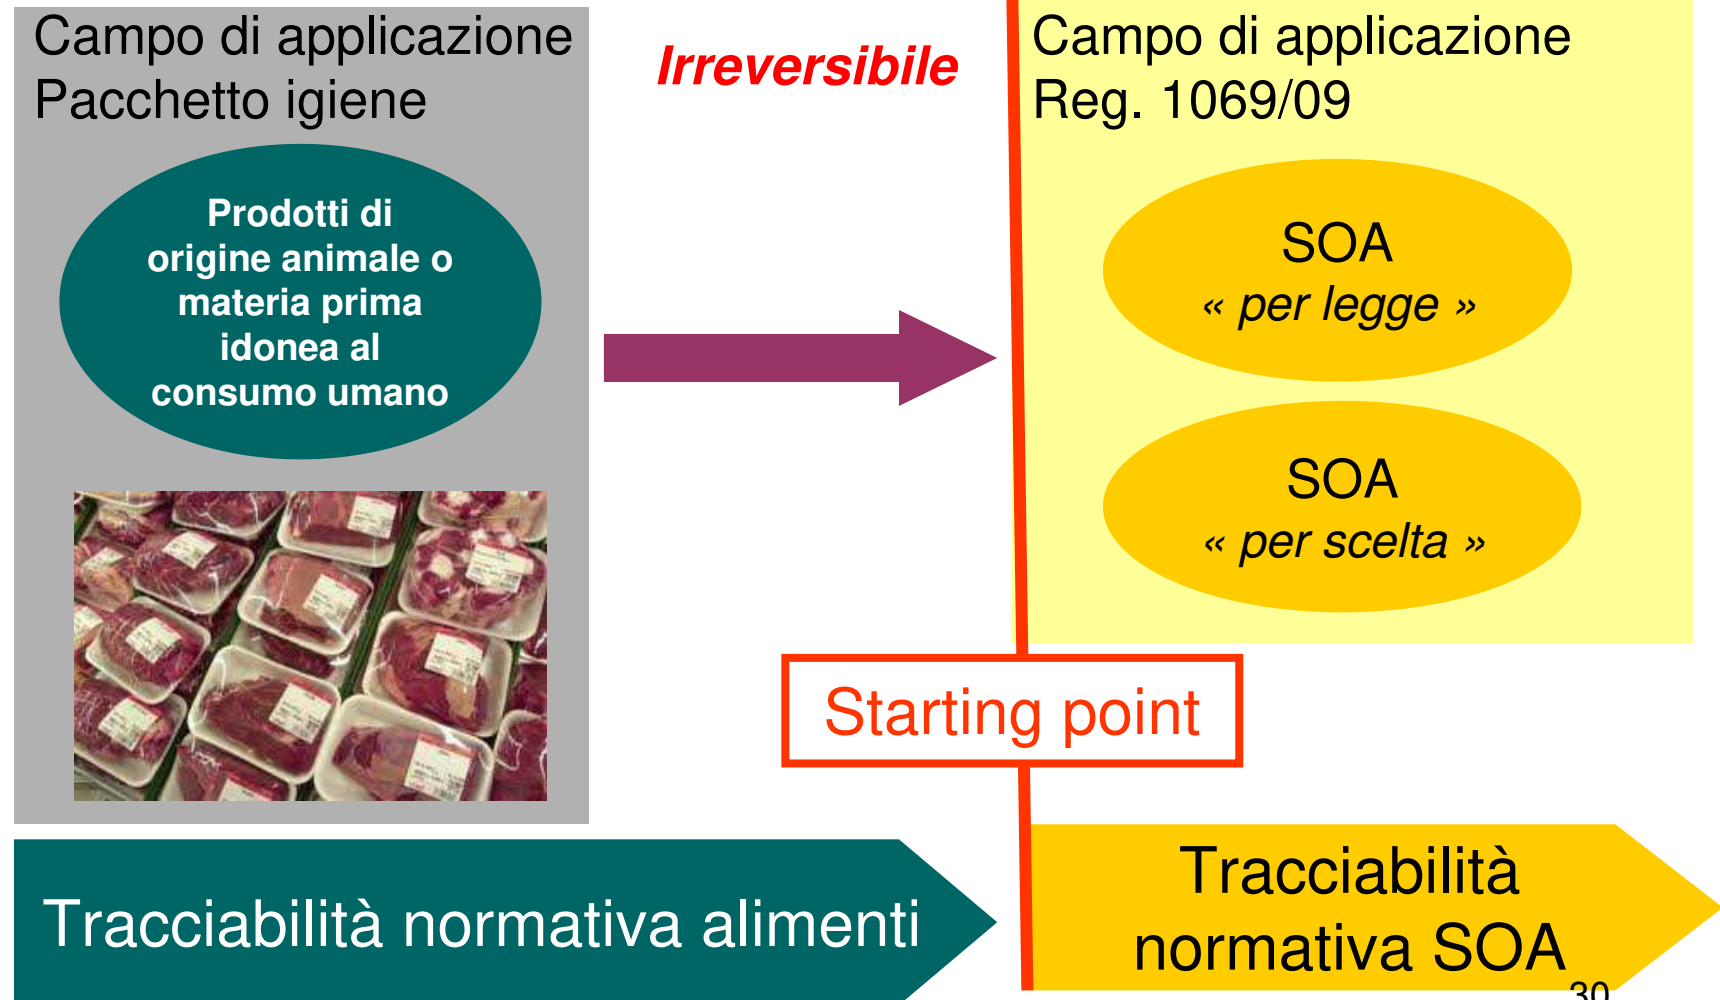 Campo di applicazione
Pacchetto igiene
Irreversibile
Campo di applicazione
Reg. 1069/09
Prodotti di
origine animale o
materia prima
idonea al
consumo umano
SOA
« per legge »
SOA
« per scelta »
Starting point
Tracciabilità normativa alimenti
Tracciabilità
normativa SOA
30